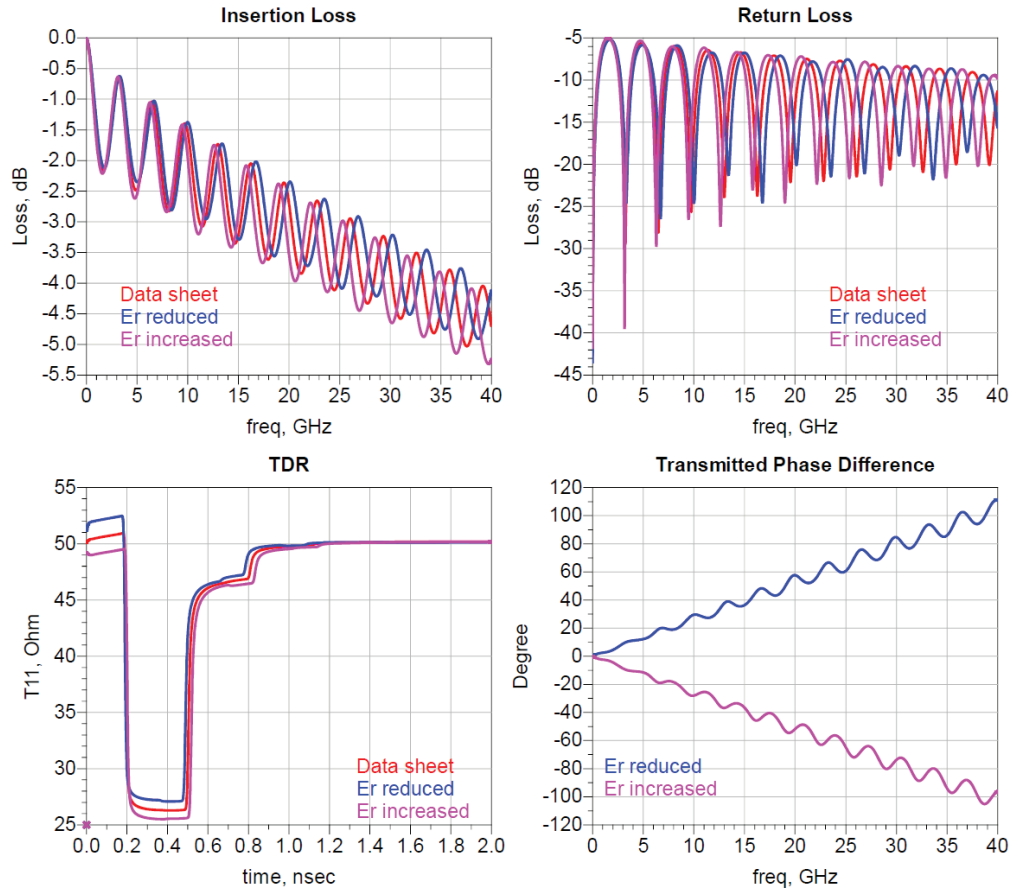 Insertion Loss
0.0
-0.5
-1.0
-1.5
-2.0
-2.5
-3.0
-3.5
-4.0
-4.5
-5.0
-5.5
Loss, dB
Data sheet
Er reduced
Er increased
0 5 10 15 20 25 30 35 40
freq, GHz
Return Loss
-5
-10
-15
-20
-25
-30
-35
-40
-45
Loss, dB
Data sheet
Er reduced
Er increased
0 5 10 15 20 25 30 35 40
freq, GHz
TDR
55
50
45
40
35
30
25
T11, Ohm
Data sheet
Er reduced
Er increased
0.0 0.2 0.4 0.6 0.8 1.0 1.2 1.4 1.6 1.8 2.0
time, nsec
Transmitted Phase Difference
120
100
80
60
40
20
0
-20
-40
-60
-80
-100
-120
Degree
Er reduced
Er increased
0 5 10 15 20 25 30 35 40
freq, GHz